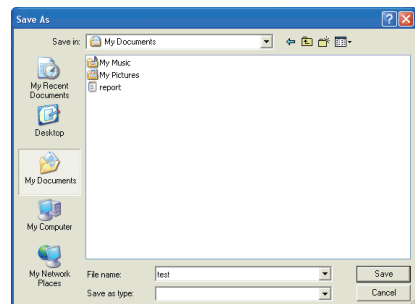 Save As
Save in: My Documents
My Recent
Documents
Desktop
My Documents
My Computer
My Network
Places
My Music
My Pictures
report
File name: test
Save
Save as type:
Cancel